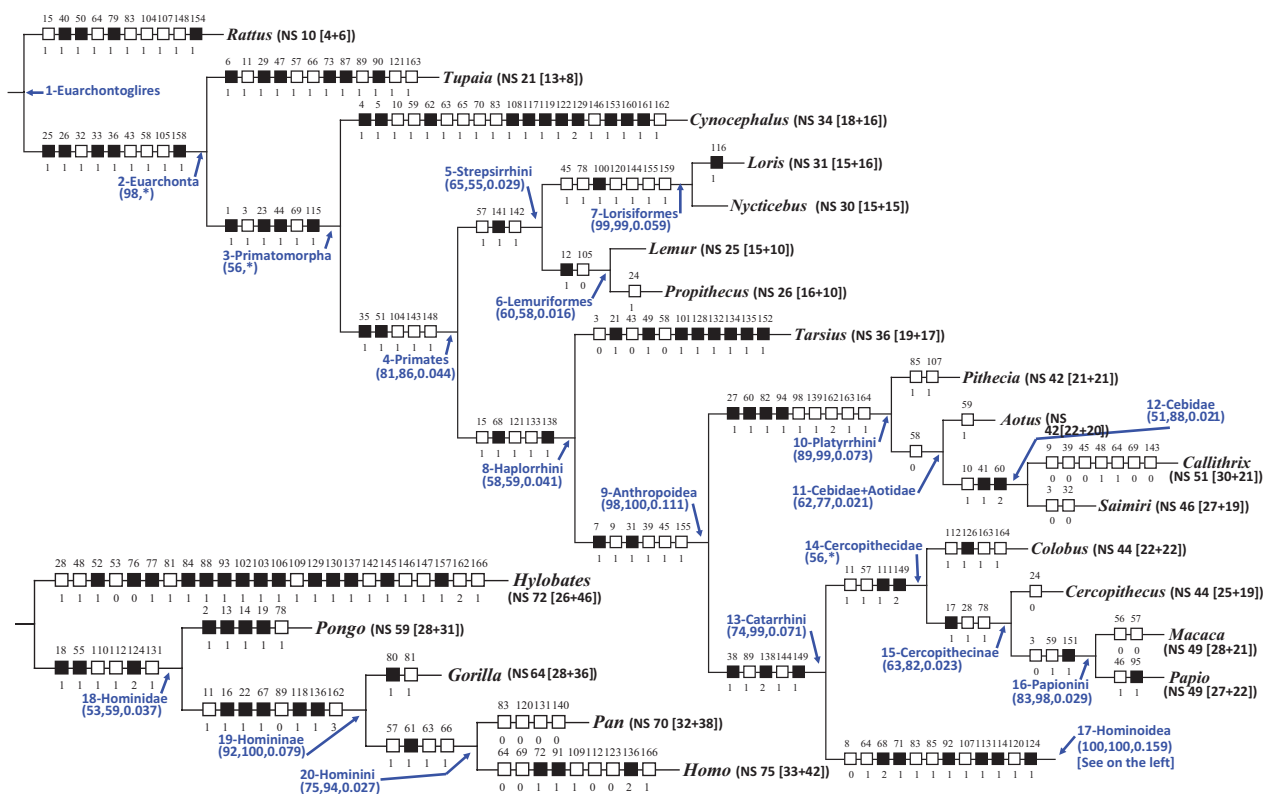 15 40 50 64 79 83 104 107 148 154
Rattus (NS 10 [4+6])
1 1 1 1 1 1 1 1 1 1
6 11 29 47 57 66 73 87 89 90 121 163
Tupaia (NS 21 [13+8])
1 1 1 1 1 1 1 1 1 1 1 1
1-Euarchontoglires
4 5 10 59 62 63 65 70 83 108 117 119 122 129 146 153 160 161 162
Cynocephalus (NS 34 [18+16])
1 1 1 1 1 1 1 1 1 1 1 1 1 2 1 1 1 1 1
25 26 32 33 36 43 58 105 158
1 1 1 1 1 1 1 1 1
2-Euarchonta
(98,*)
116
Loris (NS 31 [15+16])
1
5-Strepsirrhini
(65,55,0.029)
45 78 100 120 144 155 159
1 1 1 1 1 1 1
7-Lorisiformes
(99,99,0.059)
Nycticebus (NS 30 [15+15])
1 3 23 44 69 115
1 1 1 1 1 1
3-Primatomorpha
(56,*)
57 141 142
1 1 1
Lemur (NS 25 [15+10])
12 105
1 0
6-Lemuriformes
(60,58,0.016)
24
Propithecus (NS 26 [16+10])
1
35 51 104 143 148
1 1 1 1 1
4-Primates
(81,86,0.044)
3 21 43 49 58 101 128 132 134 135 152
Tarsius (NS 36 [19+17])
0 1 0 1 0 1 1 1 1 1 1
85 107
Pithecia (NS 42 [21+21])
1 1
15 68 121 133 138
1 1 1 1 1
8-Haplorrhini
(58,59,0.041)
27 60 82 94 98 139 162 163 164
1 1 1 1 1 1 2 1 1
10-Platyrrhini
(89,99,0.073)
59
Aotus (NS
42[22+20])
1
12-Cebidae
(51,88,0.021)
58
0
11-Cebidae+Aotidae
(62,77,0.021)
10 41 60
1 1 2
9 39 45 48 64 69 143
Callithrix
(NS 51 [30+21])
0 0 0 1 1 0 0
3 32
Saimiri (NS 46 [27+19])
0 0
9-Anthropoidea
(98,100,0.111)
7 9 31 39 45 155
1 1 1 1 1 1
14-Cercopithecidae
(56,*)
112 126 163 164
Colobus (NS 44 [22+22])
1 1 1 1
11 57 111 149
1 1 1 2
24
Cercopithecus (NS 44 [25+19])
0
17 28 78
1 1 1
15-Cercopithecinae
(63,82,0.023)
13-Catarrhini
(74,99,0.071)
38 89 138 144 149
1 1 2 1 1
3 59 151
0 1 1
16-Papionini
(83,98,0.029)
56 57
Macaca
(NS 49 [28+21])
0 0
46 95
Papio
(NS 49 [27+22])
1 1
8 64 68 71 83 85 92 107 113 114 120 124
0 1 2 1 1 1 1 1 1 1 1 1
17-Hominoidea
(100,100,0.159)
[See on the left]
28 48 52 53 76 77 81 84 88 93 102 103 106 109 129 130 137 142 145 146 147 157 162 166
Hylobates
(NS 72 [26+46])
1 1 1 0 0 1 1 1 1 1 1 1 1 1 1 1 1 1 1 1 1 1 2 1
2 13 14 19 78
Pongo (NS 59 [28+31])
1 1 1 1 1
18 55 110 112 124 131
1 1 1 1 2 1
18-Hominidae
(53,59,0.037)
80 81
Gorilla (NS 64 [28+36])
1 1
11 16 22 67 89 118 136 162
1 1 1 1 0 1 1 3
19-Homininae
(92,100,0.079)
57 61 63 66
1 1 1 1
20-Hominini
(75,94,0.027)
83 120 131 140
Pan (NS 70 [32+38])
0 0 0 0
64 69 72 91 109 112 123 136 166
Homo (NS 75 [33+42])
0 0 1 1 1 0 0 2 1